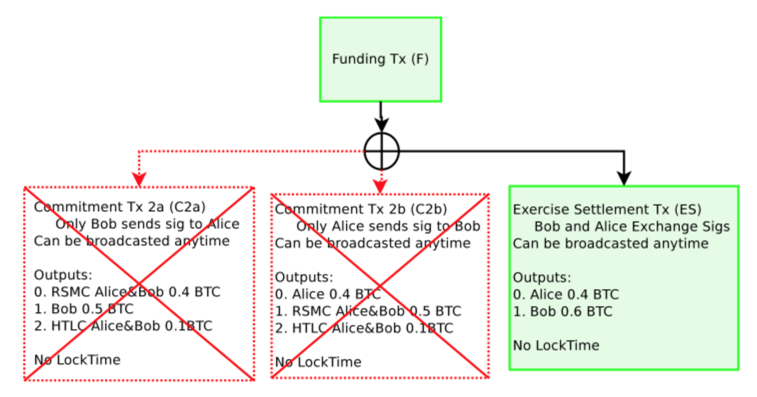 Funding Tx (F)
Commitment Tx 2a (C2a)
Only Bob sends sig to Alice
Can be broadcasted anytime
Outputs:
0. RSMC Alice&Bob 0.4 BTC
1. Bob 0.5 BTC
2. HTLC Alice&Bob 0.1BTC
No LockTime
Commitment Tx 2b (C2b)
Only Alice sends sig to Bob
Can be broadcasted anytime
Outputs:
0. Alice 0.4 BTC
1. RSMC Alice&Bob 0.5 BTC
2. HTLC Alice&Bob 0.1BTC
No LockTime
Exercise Settlement Tx (ES)
Bob and Alice Exchange Sigs
Can be broadcasted anytime
Outputs:
0. Alice 0.4 BTC
1. Bob 0.6 BTC
No LockTime